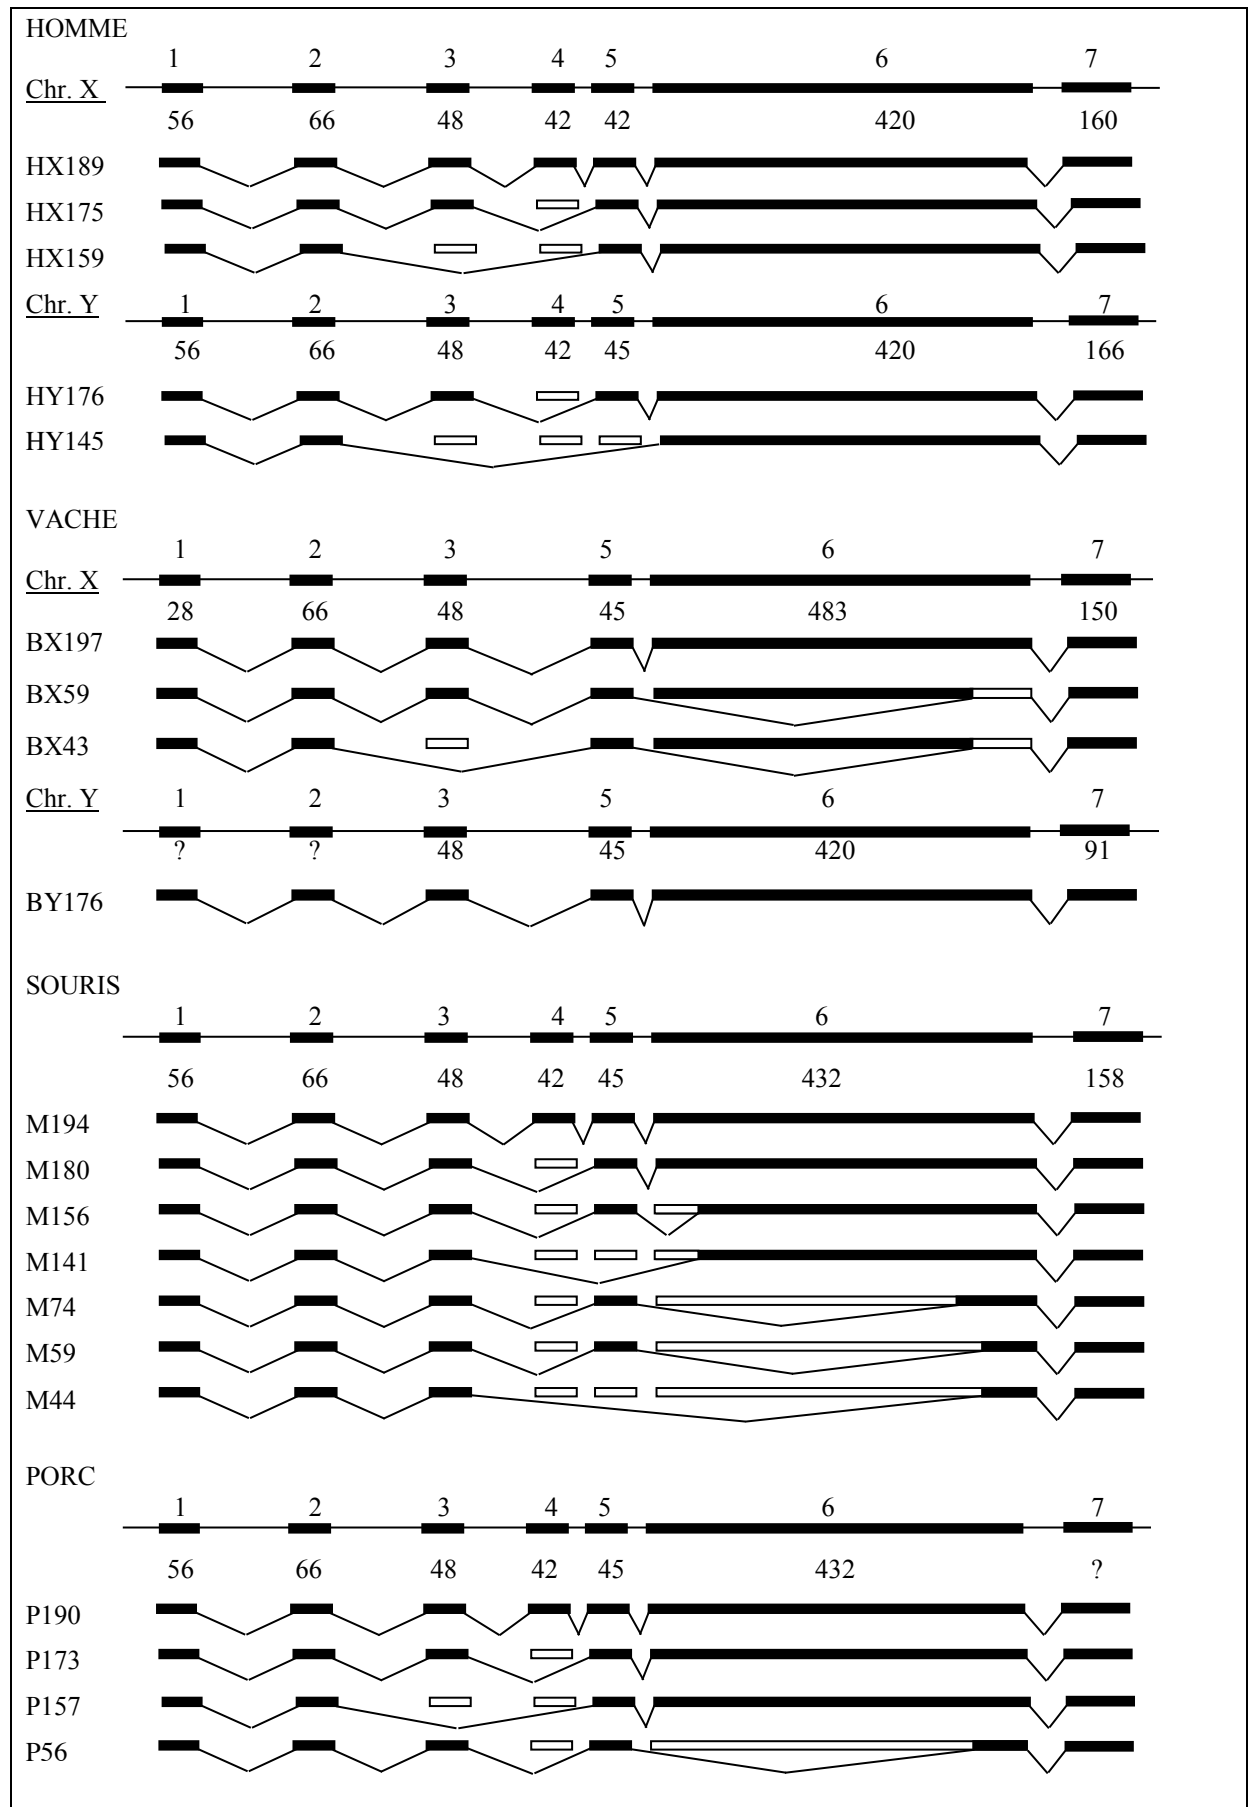 HOMME
1 2 3 4 5 6 7
Chr. X
56 66 48 42 42 420 160
HX189
HX175
HX159
Chr. Y 1 2 3 4 5 6 7
56 66 48 42 45 420 166
HY176
HY145
VACHE
1 2 3 5 6 7
Chr. X
28 66 48 45 483 150
BX197
BX59
BX43
Chr. Y 1 2 3 5 6 7
? ? 48 45 420 91
BY176
SOURIS
1 2 3 4 5 6 7
56 66 48 42 45 432 158
M194
M180
M156
M141
M74
M59
M44
PORC
1 2 3 4 5 6 7
56 66 48 42 45 432 ?
P190
P173
P157
P56